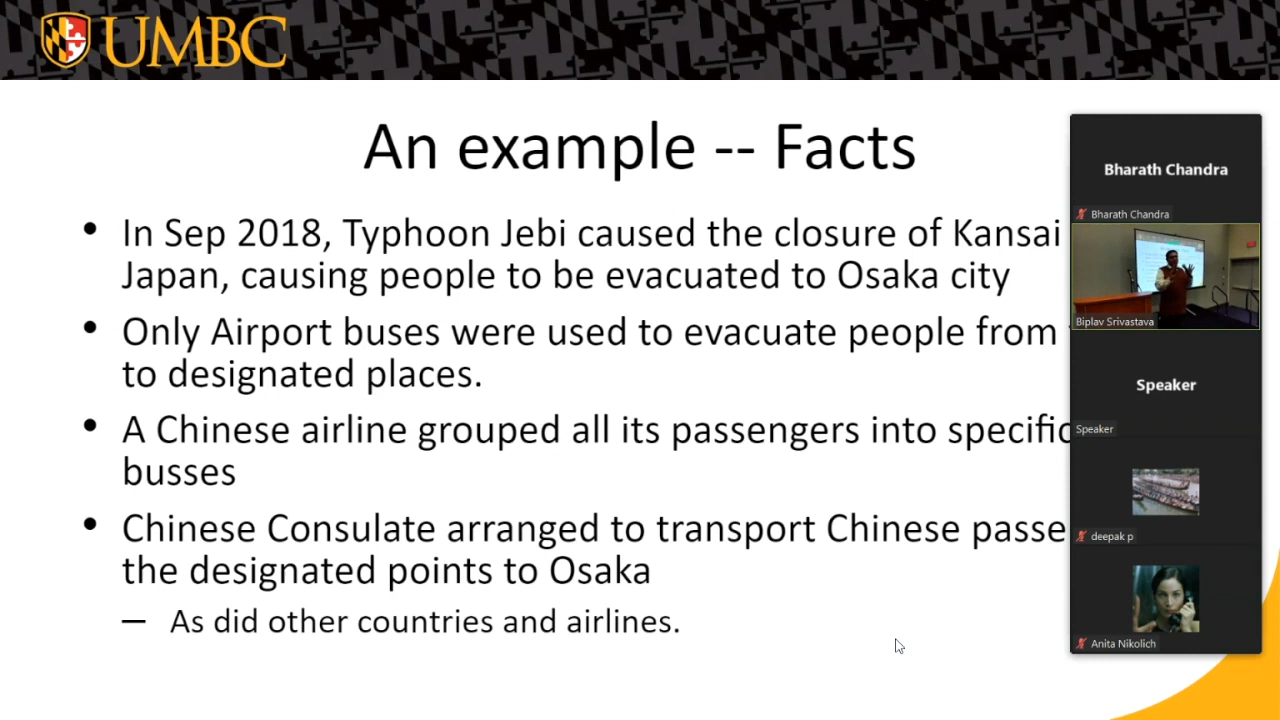 UMBC
An example -- Facts
• In Sep 2018, Typhoon Jebi caused the closure of Kansai
Japan, causing people to be evacuated to Osaka city
• Only Airport buses were used to evacuate people from
to designated places.
• A Chinese airline grouped all its passengers into specific
busses
• Chinese Consulate arranged to transport Chinese passe
the designated points to Osaka
– As did other countries and airlines.
Bharath Chandra
Bharath Chandra
Biplav Srivastava
Speaker
Speaker
deepak p
Anita Nikolich